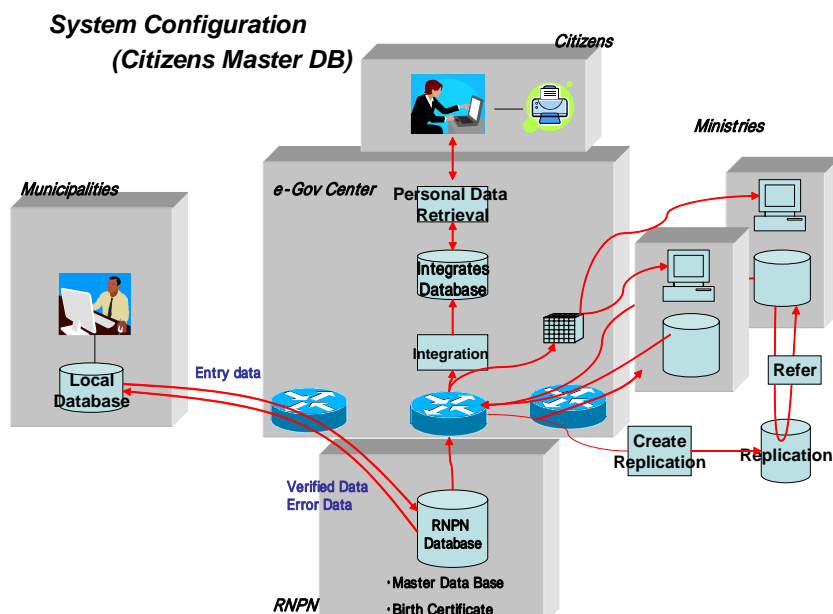 System Configuration
(Citizens Master DB)
Citizens
Ministries
Municipalities
e-Gov Center
Personal Data
Retrieval
Integrates
Database
Integration
Entry data
Local
Database
Refer
Create
Replication
Replication
Verified Data
Error Data
RNPN
Database
・Master Data Base
・Birth Certificate
RNPN